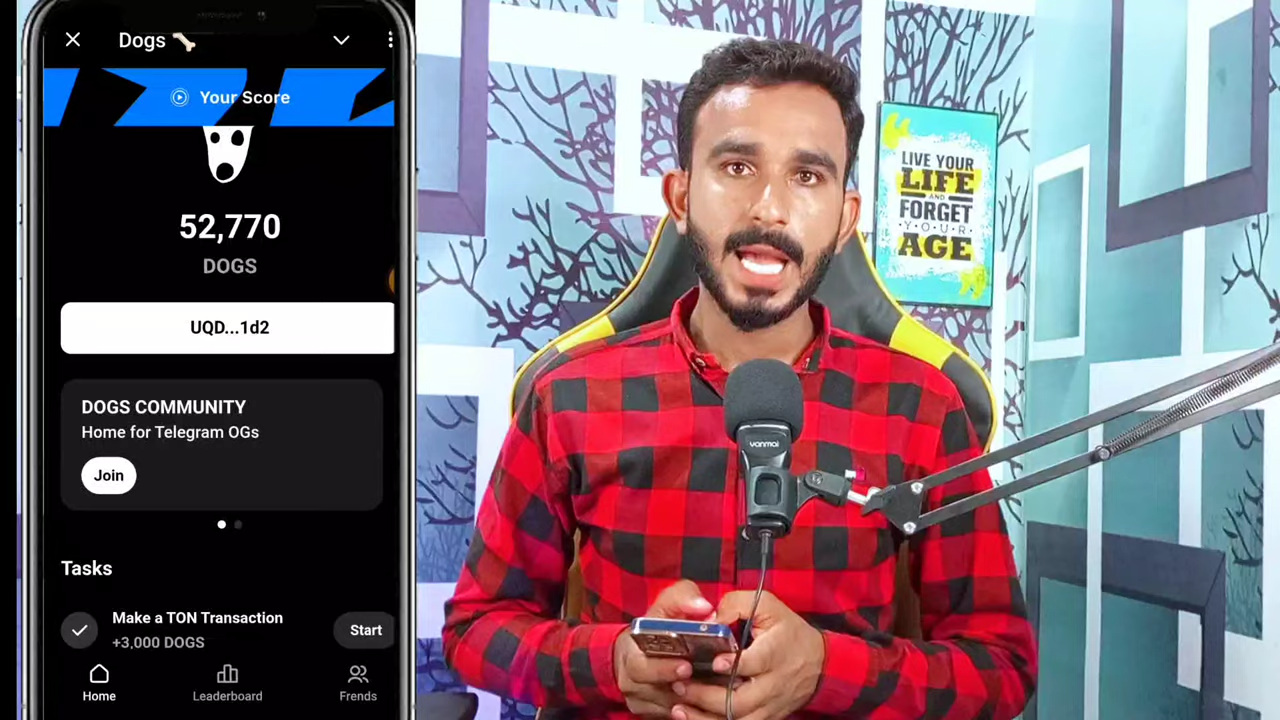 Dogs 🦴
Your Score
52,770
DOGS
UQD...1d2
DOGS COMMUNITY
Home for Telegram OGs
Join
Tasks
Make a TON Transaction
+3,000 DOGS
Start
Home
Leaderboard
Frends
LIVE YOUR
LIFE
AND
FORGET
YOUR
AGE
vanmai